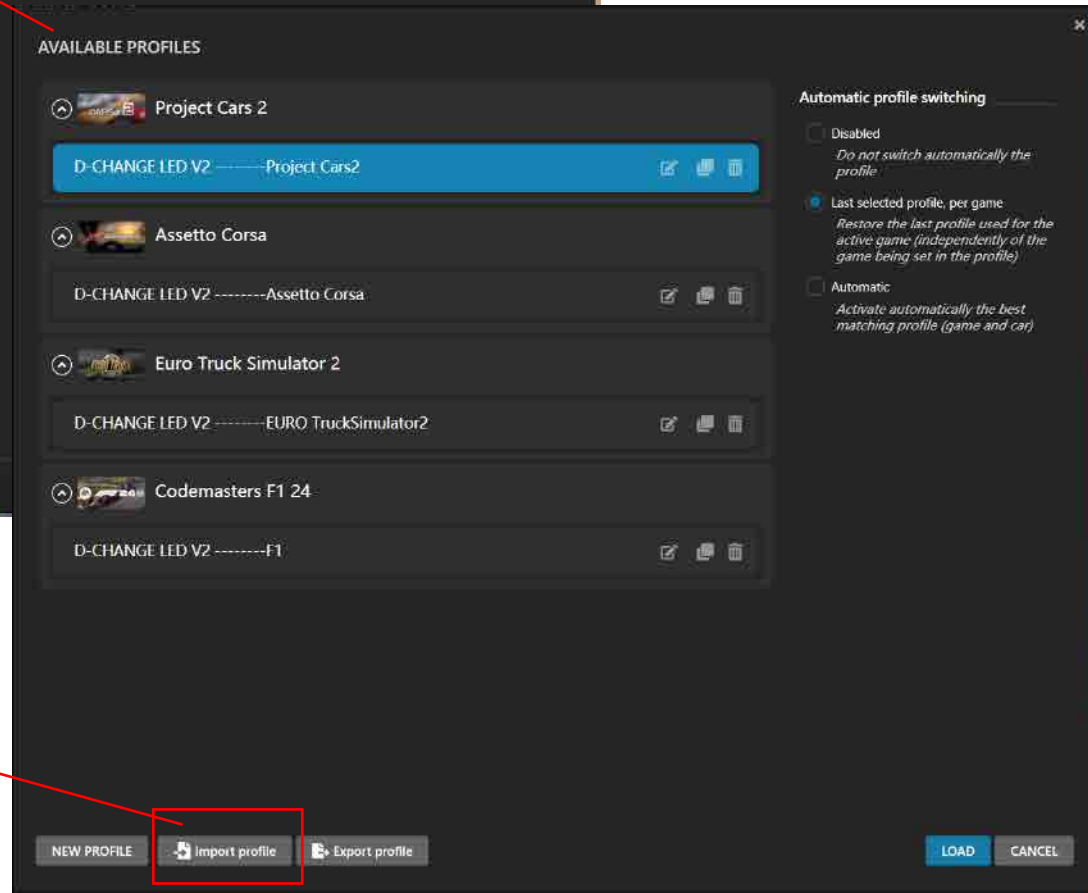 AVAILABLE PROFILES
Project Cars 2
D-CHANGE LED V2 --------Project Cars2
Assetto Corsa
D-CHANGE LED V2 --------Assetto Corsa
Euro Truck Simulator 2
D-CHANGE LED V2 --------EURO TruckSimulator2
Codemasters F1 24
D-CHANGE LED V2 --------F1
Automatic profile switching
Disabled
Do not switch automatically the
profile
Last selected profile, per game
Restore the last profile used for the
active game (independently of the
game being set in the profile)
Automatic
Activate automatically the best
matching profile (game and car)
NEW PROFILE
Import profile
Export profile
LOAD
CANCEL